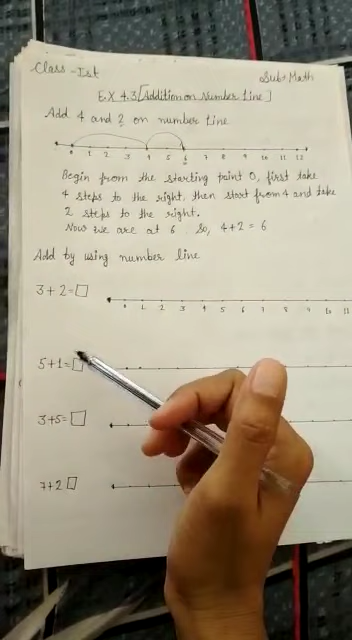 Class - Ist
Sub:- Math
EX 4.3 [Addition on Number Line]
Add 4 and 2 on number line
0 1 2 3 4 5 6 7 8 9 10 11 12
Begin from the starting point 0, first take
4 steps to the right, then start from 4 and take
2 steps to the right.
Now we are at 6. So, 4+2 = 6
Add by using number line
3+2=
0 1 2 3 4 5 6 7 8 9 10 11
5+1=
3+5=
7+2